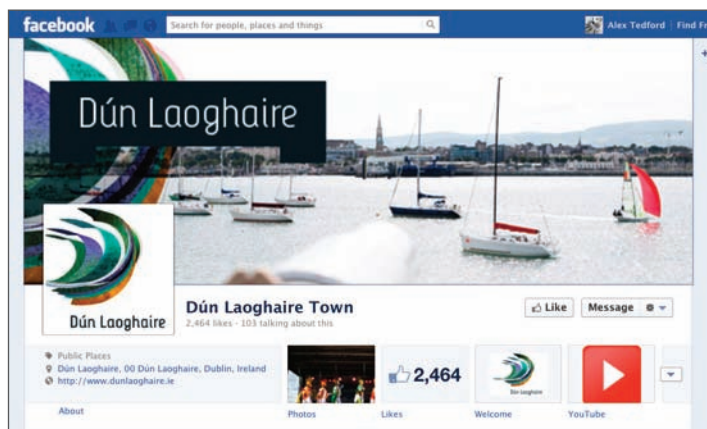 facebook
Search for people, places and things
Alex Tedford
Find Fr
Dún Laoghaire
Dún Laoghaire
Dún Laoghaire Town
2,464 likes · 103 talking about this
Like
Message
Public Places
Dún Laoghaire, 00 Dún Laoghaire, Dublin, Ireland
http://www.dunlaoghaire.ie
About
Photos
2,464
Likes
Welcome
YouTube